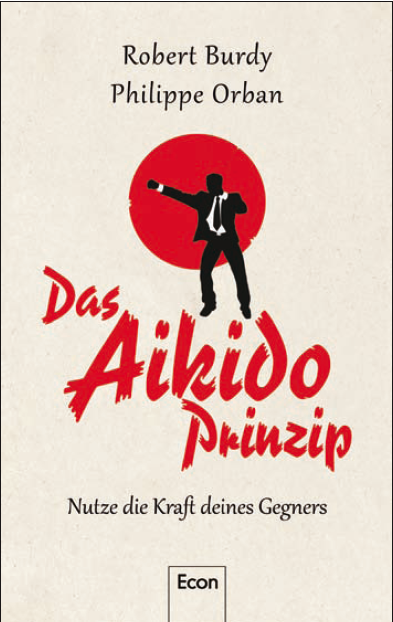 Robert Burdy
Philippe Orban
Das
Aikido
Prinzip
Nutze die Kraft deines Gegners
Econ